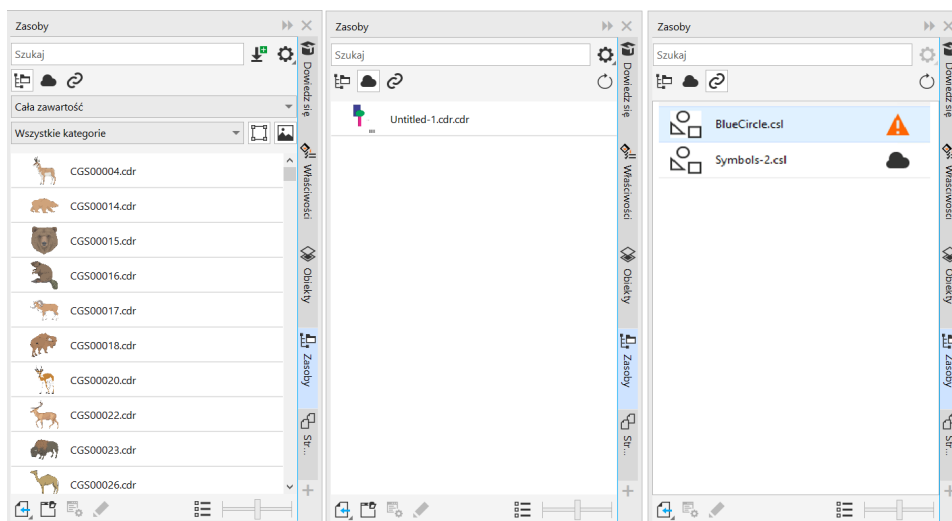 Zasoby
Szukaj
Cała zawartość
Wszystkie kategorie
CGS00004.cdr
CGS00014.cdr
CGS00015.cdr
CGS00016.cdr
CGS00017.cdr
CGS00018.cdr
CGS00020.cdr
CGS00022.cdr
CGS00023.cdr
CGS00026.cdr
Dowiedz się
Właściwości
Obiekty
Zasoby
Str...
Zasoby
Szukaj
Untitled-1.cdr.cdr
Dowiedz się
Właściwości
Obiekty
Zasoby
Str...
Zasoby
Szukaj
BlueCircle.csl
Symbols-2.csl
Dowiedz się
Właściwości
Obiekty
Zasoby
Str...